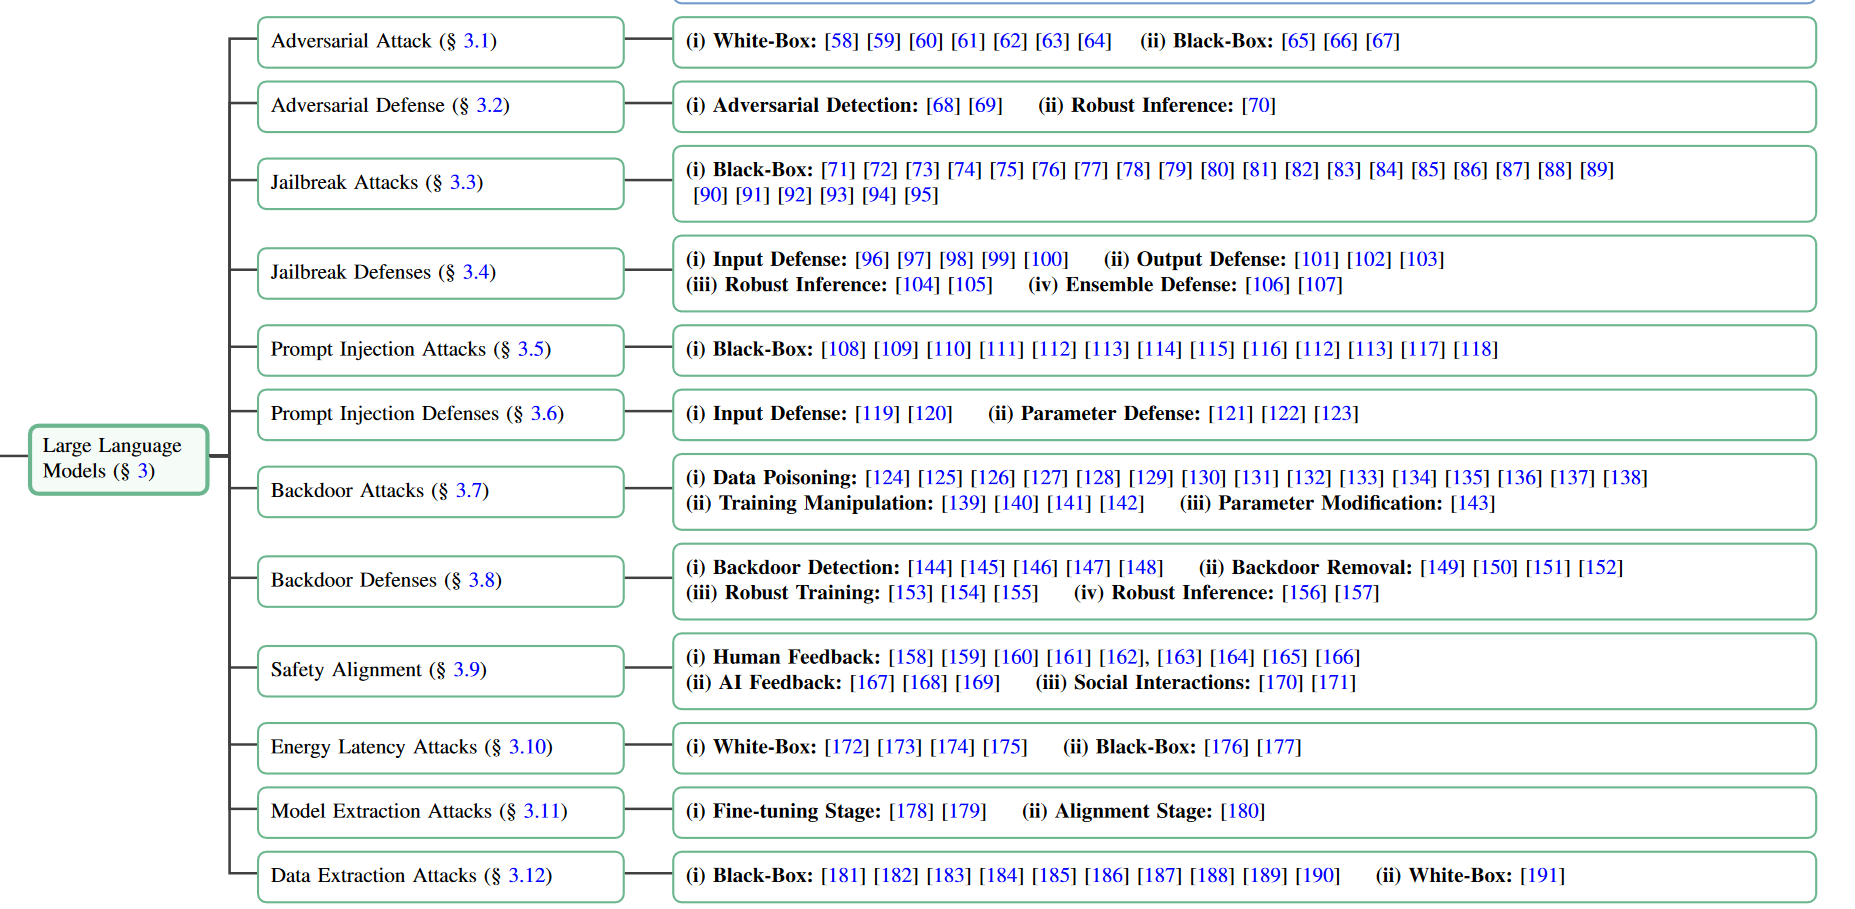 Adversarial Attack (§ 3.1)
(i) White-Box: [58] [59] [60] [61] [62] [63] [64] (ii) Black-Box: [65] [66] [67]
Adversarial Defense (§ 3.2)
(i) Adversarial Detection: [68] [69] (ii) Robust Inference: [70]
Jailbreak Attacks (§ 3.3)
(i) Black-Box: [71] [72] [73] [74] [75] [76] [77] [78] [79] [80] [81] [82] [83] [84] [85] [86] [87] [88] [89]
[90] [91] [92] [93] [94] [95]
Jailbreak Defenses (§ 3.4)
(i) Input Defense: [96] [97] [98] [99] [100] (ii) Output Defense: [101] [102] [103]
(iii) Robust Inference: [104] [105] (iv) Ensemble Defense: [106] [107]
Prompt Injection Attacks (§ 3.5)
(i) Black-Box: [108] [109] [110] [111] [112] [113] [114] [115] [116] [112] [113] [117] [118]
Prompt Injection Defenses (§ 3.6)
(i) Input Defense: [119] [120] (ii) Parameter Defense: [121] [122] [123]
Large Language
Models (§ 3)
Backdoor Attacks (§ 3.7)
(i) Data Poisoning: [124] [125] [126] [127] [128] [129] [130] [131] [132] [133] [134] [135] [136] [137] [138]
(ii) Training Manipulation: [139] [140] [141] [142] (iii) Parameter Modification: [143]
Backdoor Defenses (§ 3.8)
(i) Backdoor Detection: [144] [145] [146] [147] [148] (ii) Backdoor Removal: [149] [150] [151] [152]
(iii) Robust Training: [153] [154] [155] (iv) Robust Inference: [156] [157]
Safety Alignment (§ 3.9)
(i) Human Feedback: [158] [159] [160] [161] [162], [163] [164] [165] [166]
(ii) AI Feedback: [167] [168] [169] (iii) Social Interactions: [170] [171]
Energy Latency Attacks (§ 3.10)
(i) White-Box: [172] [173] [174] [175] (ii) Black-Box: [176] [177]
Model Extraction Attacks (§ 3.11)
(i) Fine-tuning Stage: [178] [179] (ii) Alignment Stage: [180]
Data Extraction Attacks (§ 3.12)
(i) Black-Box: [181] [182] [183] [184] [185] [186] [187] [188] [189] [190] (ii) White-Box: [191]